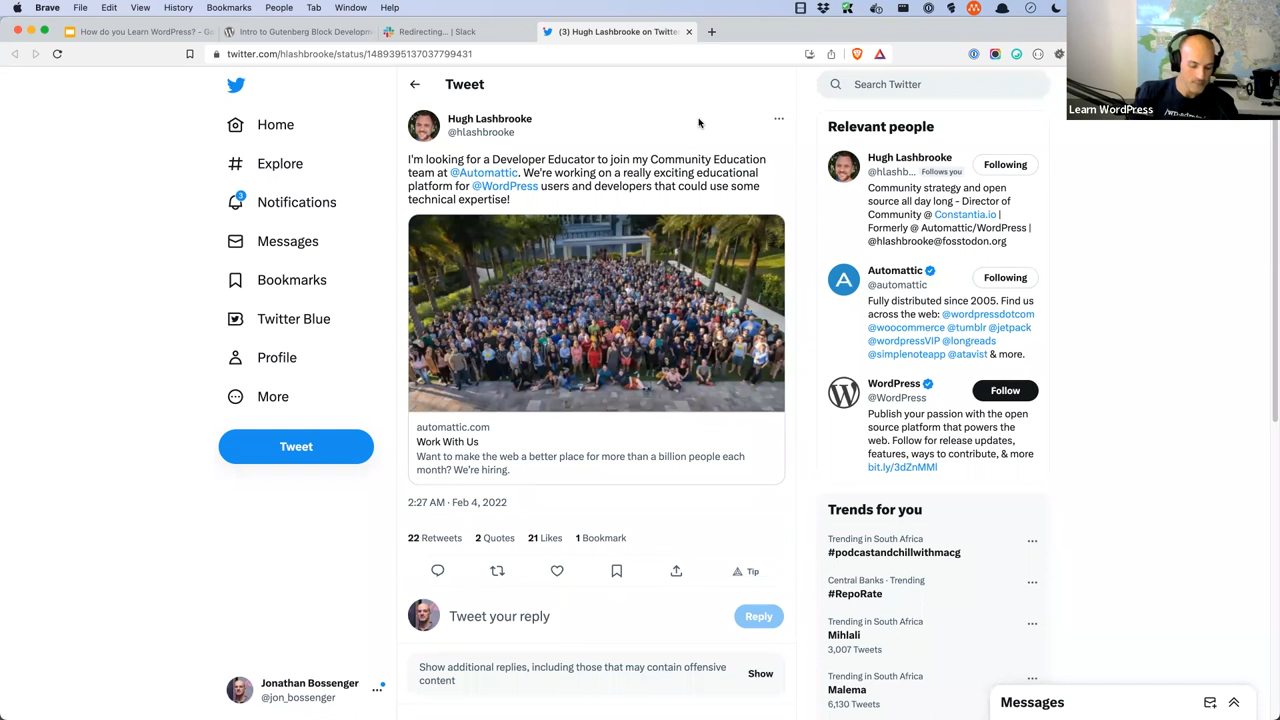 Brave File Edit View History Bookmarks People Tab Window Help
How do you Learn WordPress? - Go
Intro to Gutenberg Block Developm
Redirecting... | Slack
(3) Hugh Lashbrooke on Twitte
twitter.com/hlashbrooke/status/1489395137037799431
Learn WordPress
Home
Explore
3
Notifications
Messages
Bookmarks
Twitter Blue
Profile
More
Tweet
Jonathan Bossenger
@jon_bossenger
Tweet
Hugh Lashbrooke
@hlashbrooke
I'm looking for a Developer Educator to join my Community Education
team at @Automattic. We're working on a really exciting educational
platform for @WordPress users and developers that could use some
technical expertise!
automattic.com
Work With Us
Want to make the web a better place for more than a billion people each
month? We're hiring.
2:27 AM · Feb 4, 2022
22 Retweets 2 Quotes 21 Likes 1 Bookmark
Tip
Tweet your reply
Reply
Show additional replies, including those that may contain offensive
content
Show
Search Twitter
Relevant people
Hugh Lashbrooke
@hlashb... Follows you
Following
Community strategy and open
source all day long - Director of
Community @ Constantia.io |
Formerly @ Automattic/WordPress |
@hlashbrooke@fosstodon.org
Automattic
@automattic
Following
Fully distributed since 2005. Find us
across the web: @wordpressdotcom
@woocommerce @tumblr @jetpack
@wordpressVIP @longreads
@simplenoteapp @atavist & more.
WordPress
@WordPress
Follow
Publish your passion with the open
source platform that powers the
web. Follow for release updates,
features, ways to contribute, & more
bit.ly/3dZnMMl
Trends for you
Trending in South Africa
#podcastandchillwithmacg
Central Banks · Trending
#RepoRate
Trending in South Africa
Mihlali
3,007 Tweets
Trending in South Africa
Malema
6,130 Tweets
Messages